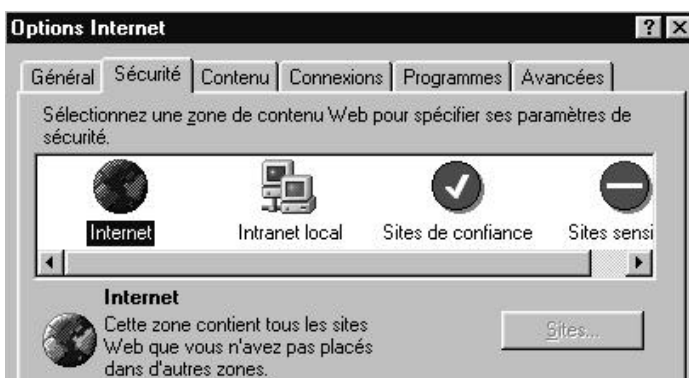 Options Internet
Général Sécurité Contenu Connexions Programmes Avancées
Sélectionnez une zone de contenu Web pour spécifier ses paramètres de
sécurité.
Internet Intranet local Sites de confiance Sites sensi
Internet
Cette zone contient tous les sites
Web que vous n'avez pas placés
dans d'autres zones.
Sites...